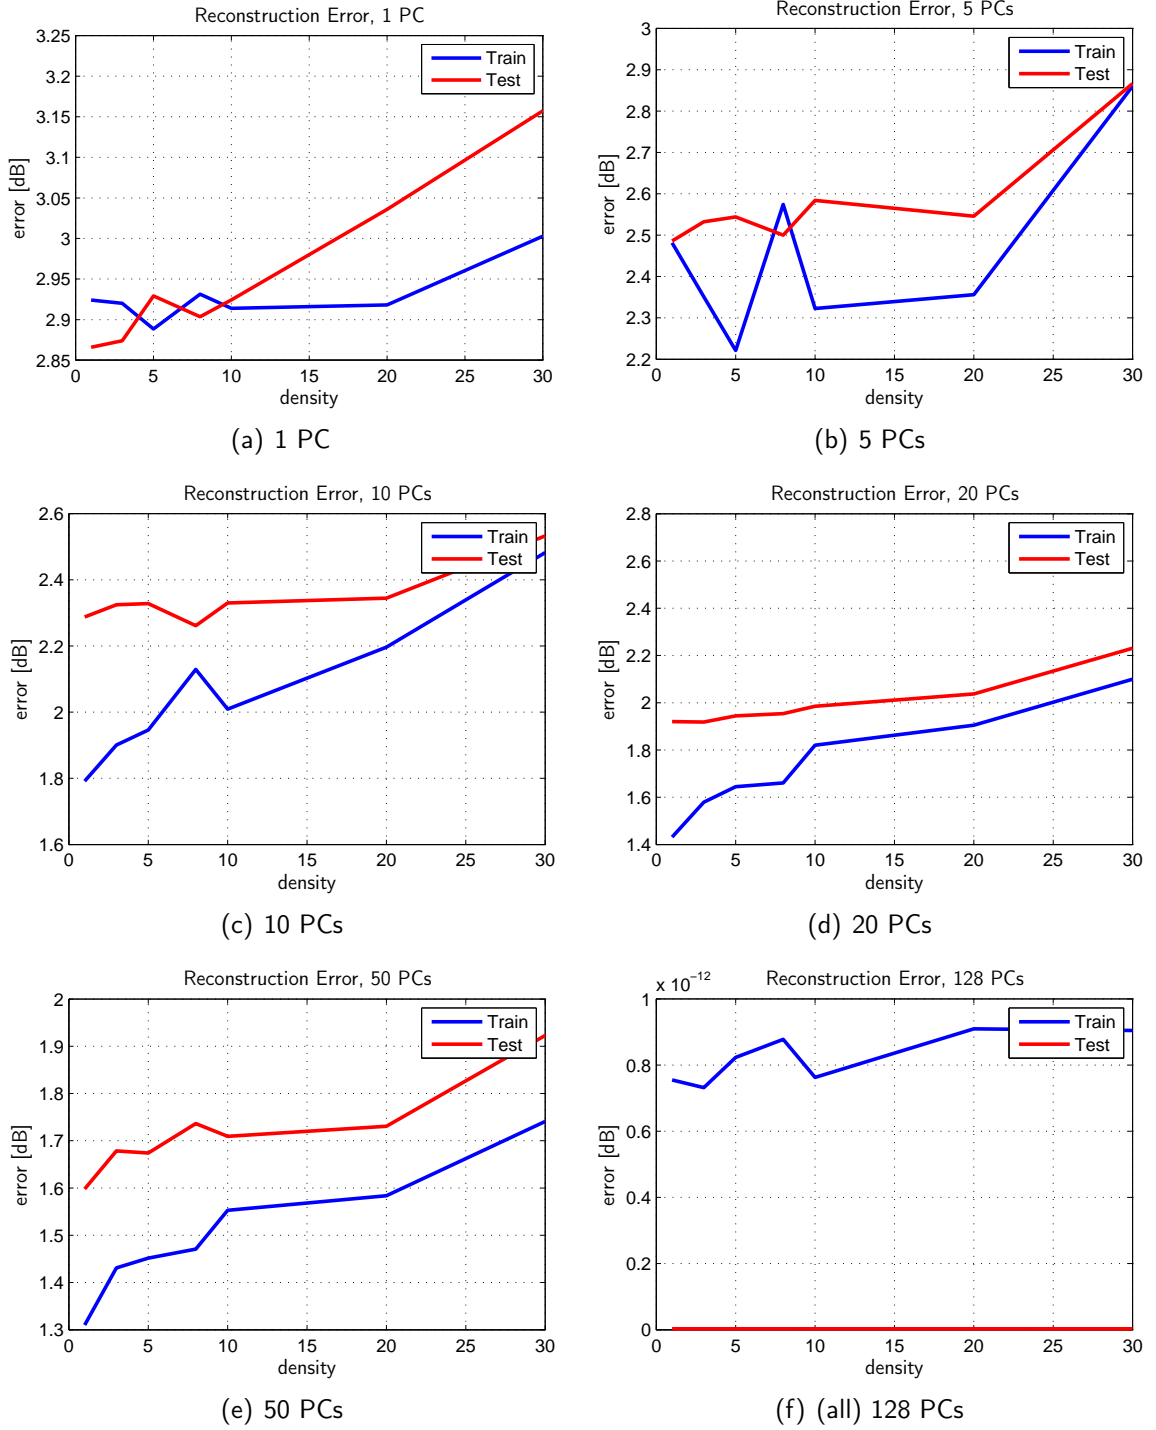 Reconstruction Error, 1 PC
3.25
3.2
3.15
3.1
3.05
3
2.95
2.9
2.85
error [dB]
Train
Test
0 5 10 15 20 25 30
density
(a) 1 PC
Reconstruction Error, 5 PCs
3
2.9
2.8
2.7
2.6
2.5
2.4
2.3
2.2
error [dB]
Train
Test
0 5 10 15 20 25 30
density
(b) 5 PCs
Reconstruction Error, 10 PCs
2.6
2.4
2.2
2
1.8
1.6
error [dB]
Train
Test
0 5 10 15 20 25 30
density
(c) 10 PCs
Reconstruction Error, 20 PCs
2.8
2.6
2.4
2.2
2
1.8
1.6
1.4
error [dB]
Train
Test
0 5 10 15 20 25 30
density
(d) 20 PCs
Reconstruction Error, 50 PCs
2
1.9
1.8
1.7
1.6
1.5
1.4
1.3
error [dB]
Train
Test
0 5 10 15 20 25 30
density
(e) 50 PCs
Reconstruction Error, 128 PCs
x 10⁻¹²
1
0.8
0.6
0.4
0.2
0
error [dB]
Train
Test
0 5 10 15 20 25 30
density
(f) (all) 128 PCs